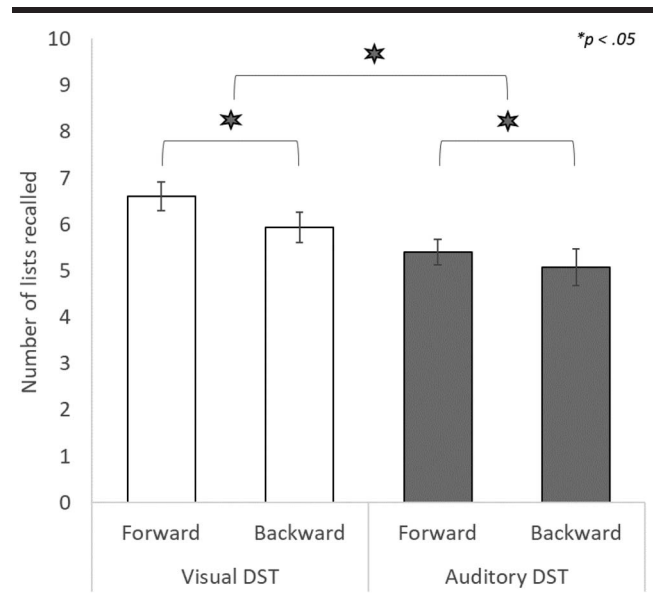 *p < .05
10
9
8
7
6
5
4
3
2
1
0
Number of lists recalled
Forward Backward Forward Backward
Visual DST Auditory DST